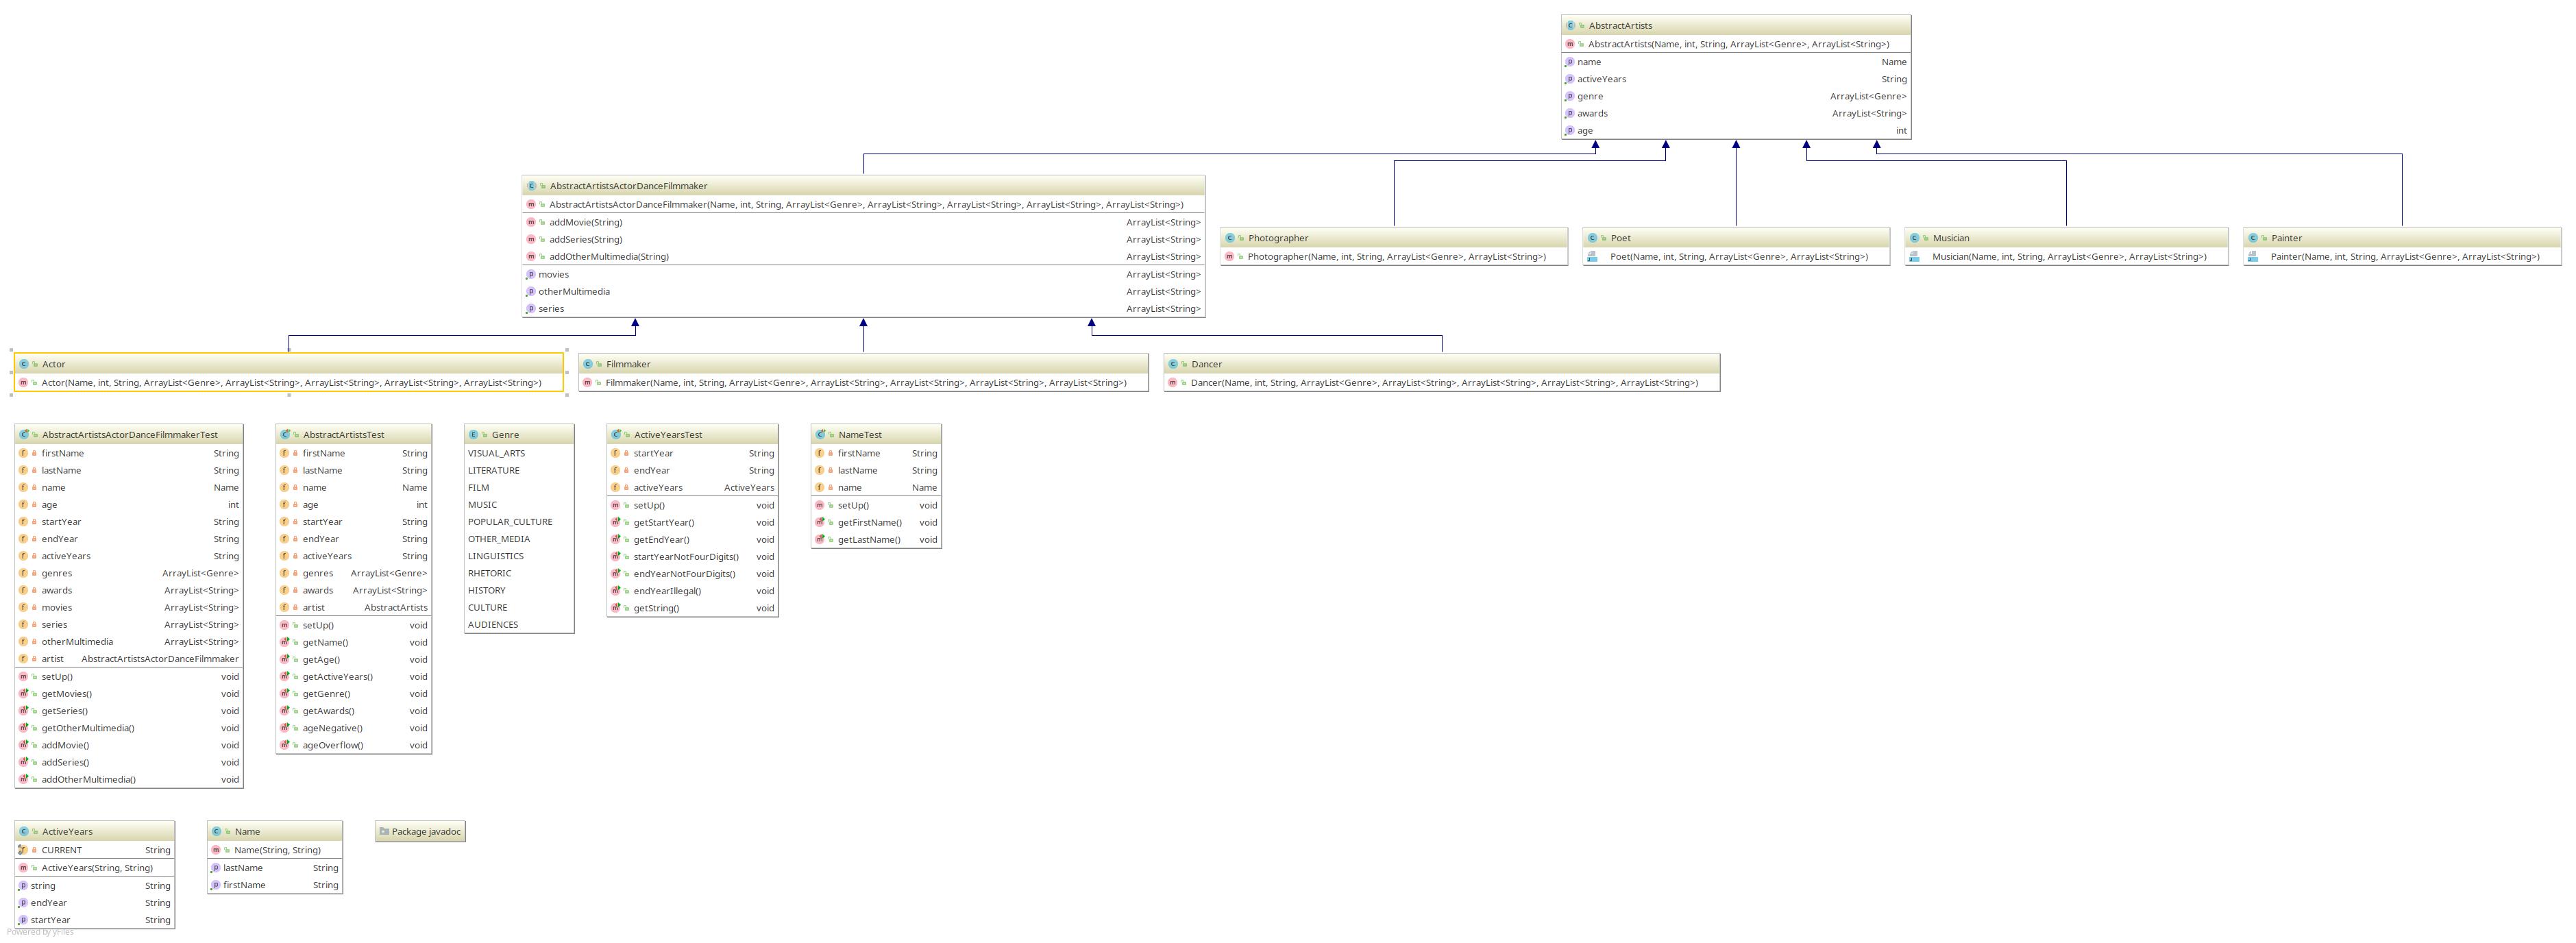 AbstractArtists
AbstractArtists(Name, int, String, ArrayList<Genre>, ArrayList<String>)
name Name
activeYears String
genre ArrayList<Genre>
awards ArrayList<String>
age int
AbstractArtistsActorDanceFilmmaker
AbstractArtistsActorDanceFilmmaker(Name, int, String, ArrayList<Genre>, ArrayList<String>, ArrayList<String>, ArrayList<String>, ArrayList<String>)
addMovie(String) ArrayList<String>
addSeries(String) ArrayList<String>
addOtherMultimedia(String) ArrayList<String>
movies ArrayList<String>
otherMultimedia ArrayList<String>
series ArrayList<String>
Photographer
Photographer(Name, int, String, ArrayList<Genre>, ArrayList<String>)
Poet
Poet(Name, int, String, ArrayList<Genre>, ArrayList<String>)
Musician
Musician(Name, int, String, ArrayList<Genre>, ArrayList<String>)
Painter
Painter(Name, int, String, ArrayList<Genre>, ArrayList<String>)
Actor
Actor(Name, int, String, ArrayList<Genre>, ArrayList<String>, ArrayList<String>, ArrayList<String>, ArrayList<String>)
Filmmaker
Filmmaker(Name, int, String, ArrayList<Genre>, ArrayList<String>, ArrayList<String>, ArrayList<String>, ArrayList<String>)
Dancer
Dancer(Name, int, String, ArrayList<Genre>, ArrayList<String>, ArrayList<String>, ArrayList<String>, ArrayList<String>)
AbstractArtistsActorDanceFilmmakerTest
firstName String
lastName String
name Name
age int
startYear String
endYear String
activeYears String
genres ArrayList<Genre>
awards ArrayList<String>
movies ArrayList<String>
series ArrayList<String>
otherMultimedia ArrayList<String>
artist AbstractArtistsActorDanceFilmmaker
setUp() void
getMovies() void
getSeries() void
getOtherMultimedia() void
addMovie() void
addSeries() void
addOtherMultimedia() void
AbstractArtistsTest
firstName String
lastName String
name Name
age int
startYear String
endYear String
activeYears String
genres ArrayList<Genre>
awards ArrayList<String>
artist AbstractArtists
setUp() void
getName() void
getAge() void
getActiveYears() void
getGenre() void
getAwards() void
ageNegative() void
ageOverflow() void
Genre
VISUAL_ARTS
LITERATURE
FILM
MUSIC
POPULAR_CULTURE
OTHER_MEDIA
LINGUISTICS
RHETORIC
HISTORY
CULTURE
AUDIENCES
ActiveYearsTest
startYear String
endYear String
activeYears ActiveYears
setUp() void
getStartYear() void
getEndYear() void
startYearNotFourDigits() void
endYearNotFourDigits() void
endYearIllegal() void
getString() void
NameTest
firstName String
lastName String
name Name
setUp() void
getFirstName() void
getLastName() void
ActiveYears
CURRENT String
ActiveYears(String, String)
string String
endYear String
startYear String
Name
Name(String, String)
lastName String
firstName String
Package javadoc
Powered by yFiles